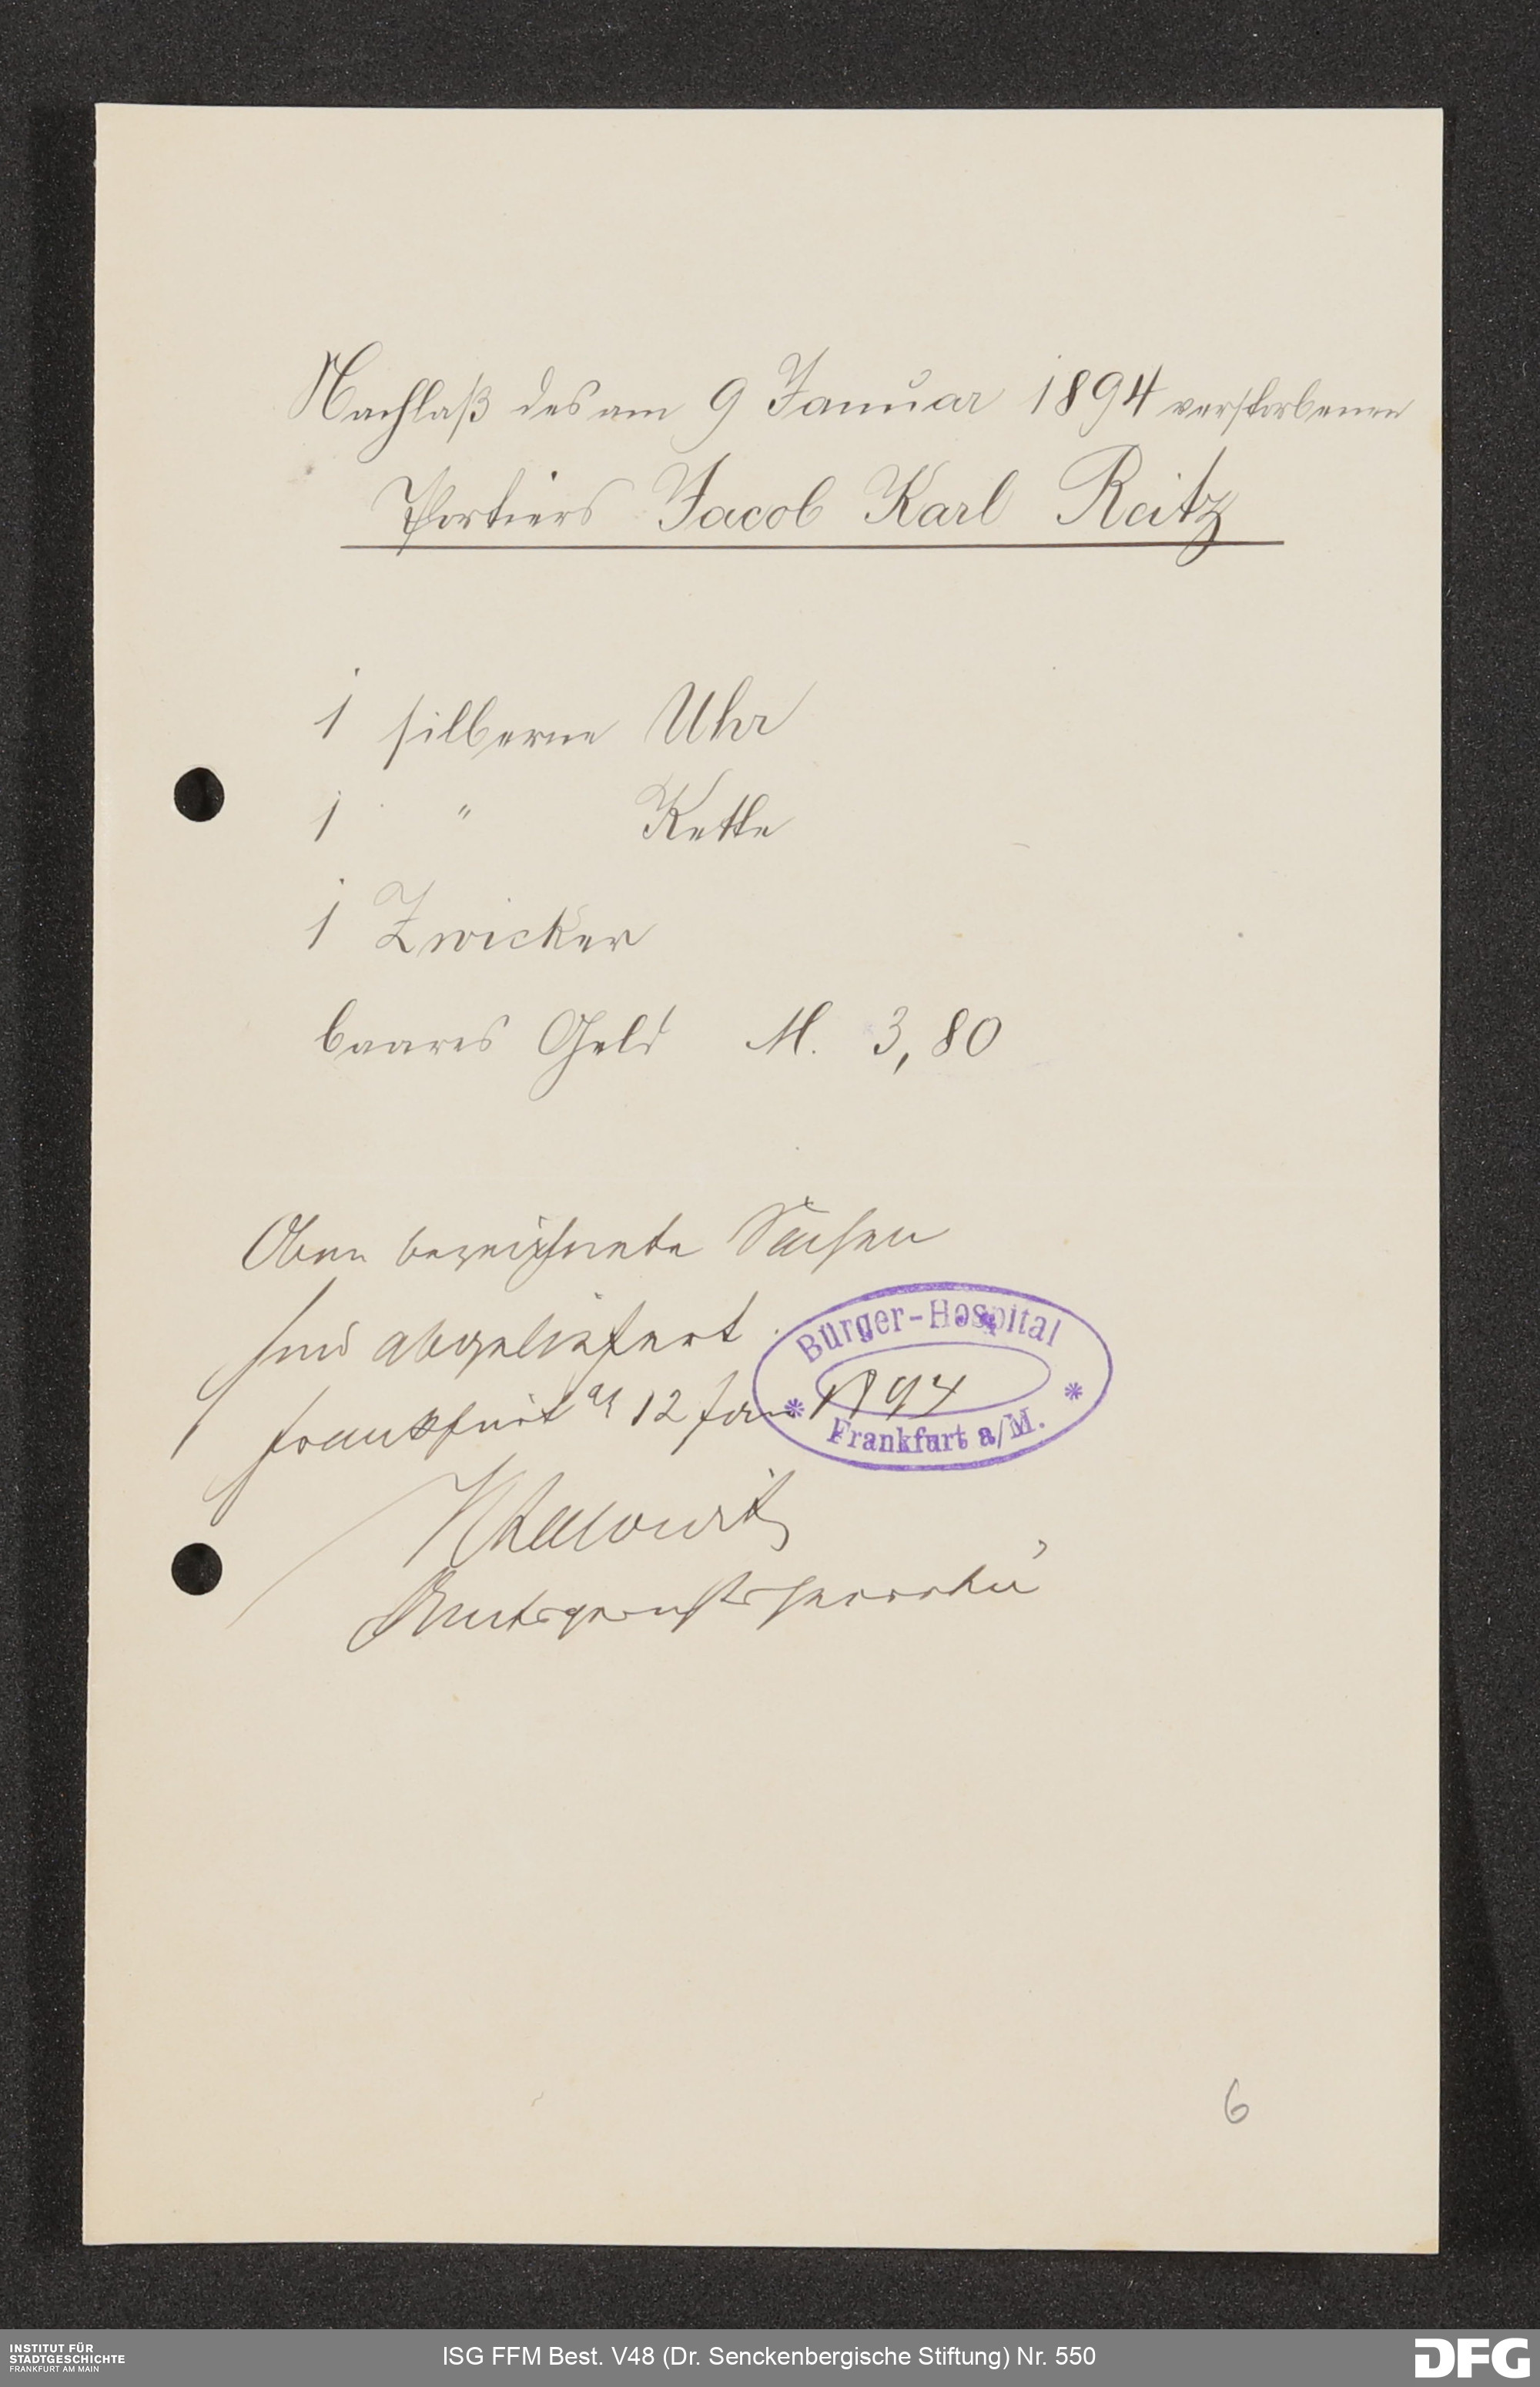 Nachlaß des am 9 Januar 1894 verstorbenen
Portiers Jacob Karl Reitz
1 silberne Uhr
1 " Kette
1 Zwicker
baares Geld M. 3,80
Oben bezeichnete Sachen
sind abgeliefert.
Frankfurt a/ 12 Jan 1894
Bürger-Hospital
Frankfurt a/M.
Amtsgerichtssecretär
6
INSTITUT FÜR
STADTGESCHICHTE
FRANKFURT AM MAIN
ISG FFM Best. V48 (Dr. Senckenbergische Stiftung) Nr. 550
DFG